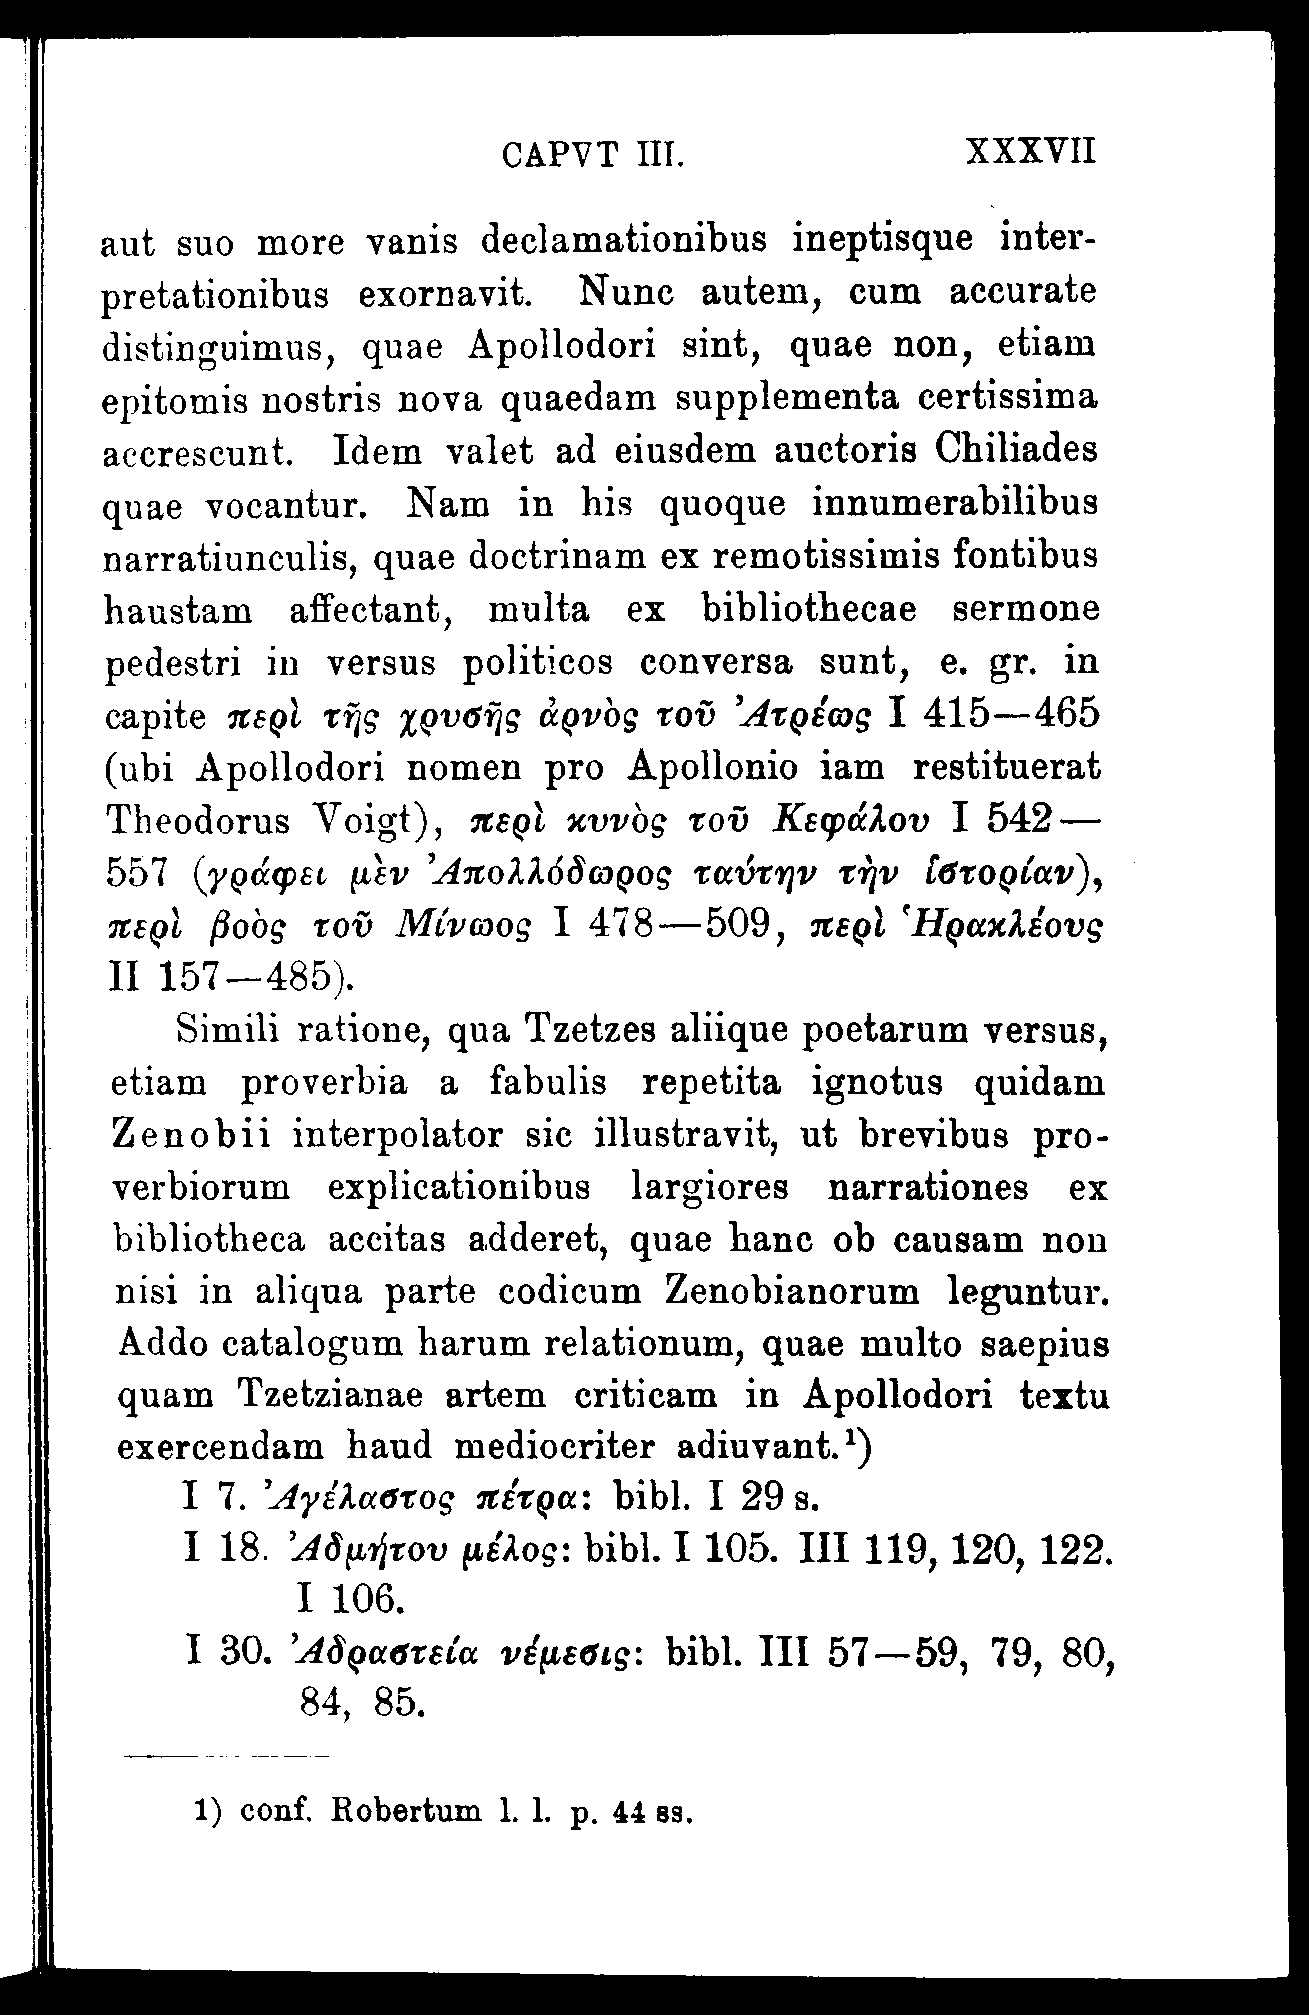 CAPVT III. XXXVII
aut suo more vanis declamationibus ineptisque inter-
pretationibus exornavit. Nunc autem, cum accurate
distinguimus, quae Apollodori sint, quae non, etiam
epitomis nostris nova quaedam supplementa certissima
accrescunt. Idem valet ad eiusdem auctoris Chiliades
quae vocantur. Nam in his quoque innumerabilibus
narratiunculis, quae doctrinam ex remotissimis fontibus
haustam affectant, multa ex bibliothecae sermone
pedestri in versus politicos conversa sunt, e. gr. in
capite περὶ τῆς χρυσῆς ἀρνὸς τοῦ Ἀτρέως I 415—465
(ubi Apollodori nomen pro Apollonio iam restituerat
Theodorus Voigt), περὶ κυνὸς τοῦ Κεφάλου I 542—
557 (γράφει μὲν Ἀπολλόδωρος ταύτην τὴν ἱστορίαν),
περὶ βοὸς τοῦ Μίνωος I 478—509, περὶ Ἡρακλέους
II 157—485).
Simili ratione, qua Tzetzes aliique poetarum versus,
etiam proverbia a fabulis repetita ignotus quidam
Zenobii interpolator sic illustravit, ut brevibus pro-
verbiorum explicationibus largiores narrationes ex
bibliotheca accitas adderet, quae hanc ob causam non
nisi in aliqua parte codicum Zenobianorum leguntur.
Addo catalogum harum relationum, quae multo saepius
quam Tzetzianae artem criticam in Apollodori textu
exercendam haud mediocriter adiuvant.¹)
I 7. Ἀγέλαστος πέτρα: bibl. I 29 s.
I 18. Ἀδμήτου μέλος: bibl. I 105. III 119, 120, 122.
I 106.
I 30. Ἀδραστεία νέμεσις: bibl. III 57—59, 79, 80,
84, 85.
1) conf. Robertum l. l. p. 44 ss.